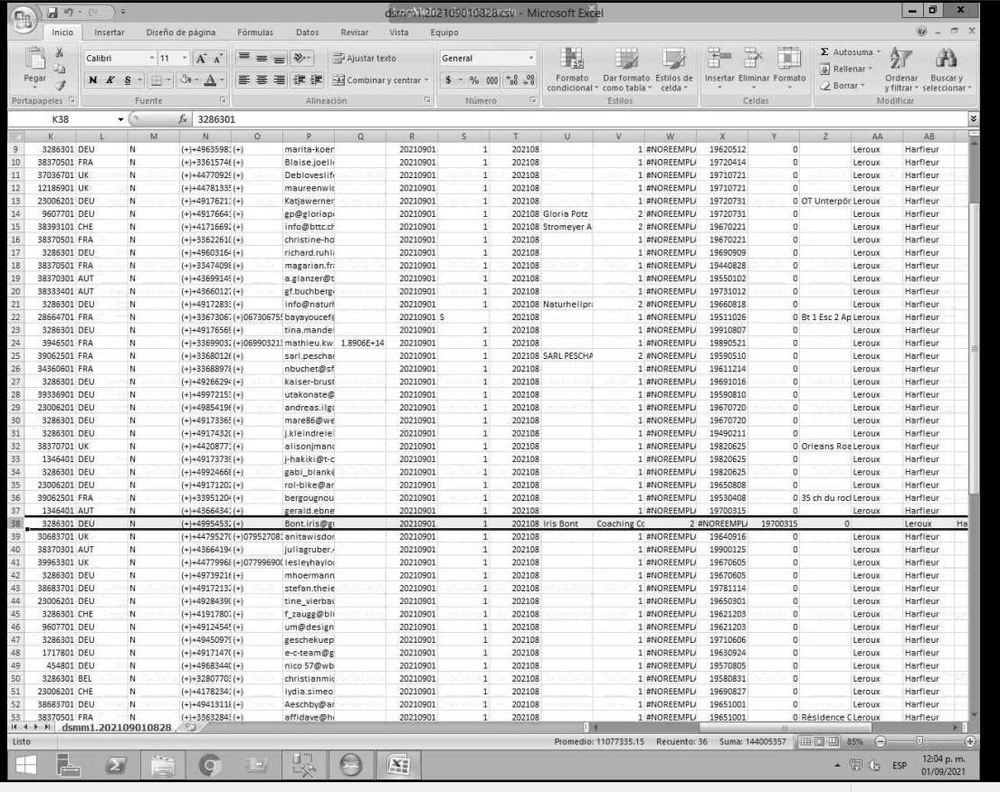 dsmm1.202109010828.csv - Microsoft Excel
Inicio Insertar Diseño de página Fórmulas Datos Revisar Vista Equipo
Calibri 11 Ajustar texto General Σ Autosuma
Pegar N K S Combinar y centrar $ % 000 Formato condicional Dar formato como tabla Estilos de celda Insertar Eliminar Formato Rellenar Borrar Ordenar y filtrar Buscar y seleccionar
Portapapeles Fuente Alineación Número Estilos Celdas Modificar
K38 fx 3286301
K L M N O P Q R S T U V W X Y Z AA AB
9 3286301 DEU N (+)+4963598 (+) marita-koer 20210901 1 202108 1 #NOREEMPL 19620512 0 Leroux Harfleur
10 38370501 FRA N (+)+3361574 (+) Blaise.joell 20210901 1 202108 1 #NOREEMPL 19720414 0 Leroux Harfleur
11 37036701 UK N (+)+4477092 (+) Debloveslif 20210901 1 202108 1 #NOREEMPL 19710721 0 Leroux Harfleur
12 12186901 UK N (+)+4478133 (+) maureenwi 20210901 1 202108 1 #NOREEMPL 19710721 0 Leroux Harfleur
13 23006201 DEU N (+)+4917621 (+) Katjawerner 20210901 1 202108 1 #NOREEMPL 19720731 0 OT Unterpör Leroux Harfleur
14 9607701 DEU N (+)+4917664 (+) gp@gloriap 20210901 1 202108 Gloria Potz 2 #NOREEMPL 19720731 0 Leroux Harfleur
15 38393101 CHE N (+)+4171669 (+) info@bttc.c 20210901 1 202108 Stromeyer A 2 #NOREEMPL 19670221 0 Leroux Harfleur
16 38370501 FRA N (+)+3362261 (+) christine-ho 20210901 1 202108 1 #NOREEMPL 19670221 0 Leroux Harfleur
17 3286301 DEU N (+)+4960316 (+) richard.ruhl 20210901 1 202108 1 #NOREEMPL 19690909 0 Leroux Harfleur
18 38370501 FRA N (+)+3347409 (+) magarian.fr 20210901 1 202108 1 #NOREEMPL 19440828 0 Leroux Harfleur
19 38370301 AUT N (+)+4369914 (+) a.glanzer@t 20210901 1 202108 1 #NOREEMPL 19550102 0 Leroux Harfleur
20 38333401 AUT N (+)+4366012 (+) gf.buchberg 20210901 1 202108 1 #NOREEMPL 19731012 0 Leroux Harfleur
21 3286301 DEU N (+)+4917283 (+) info@natur 20210901 1 202108 Naturheilpr 2 #NOREEMPL 19660818 0 Leroux Harfleur
22 28664701 FRA N (+)+3367306 (+)06730675 bayayoucef 20210901 S 202108 1 #NOREEMPL 19511026 0 Bt 1 Esc 2 Ap Leroux Harfleur
23 3286301 DEU N (+)+4917656 (+) tina.mande 20210901 1 202108 1 #NOREEMPL 19910807 0 Leroux Harfleur
24 3946501 FRA N (+)+3369903 (+)06990321 mathieu.kw 1.8906E+14 20210901 1 202108 1 #NOREEMPL 19890521 0 Leroux Harfleur
25 39062501 FRA N (+)+3368012 (+) sarl.pescha 20210901 1 202108 SARL PESCHA 2 #NOREEMPL 19590510 0 Leroux Harfleur
26 34360601 FRA N (+)+3368897 (+) nbuchet@sf 20210901 1 202108 1 #NOREEMPL 19611214 0 Leroux Harfleur
27 3286301 DEU N (+)+4926629 (+) kaiser-brust 20210901 1 202108 1 #NOREEMPL 19691016 0 Leroux Harfleur
28 39336901 DEU N (+)+4997215 (+) utakonate@ 20210901 1 202108 1 #NOREEMPL 19590810 0 Leroux Harfleur
29 23006201 DEU N (+)+4985419 (+) andreas.ilg 20210901 1 202108 1 #NOREEMPL 19670720 0 Leroux Harfleur
30 3286301 DEU N (+)+4917336 (+) mare86@we 20210901 1 202108 1 #NOREEMPL 19670720 0 Leroux Harfleur
31 3286301 DEU N (+)+4917432 (+) j.kleindreie 20210901 1 202108 1 #NOREEMPL 19490211 0 Leroux Harfleur
32 38370701 UK N (+)+4420877 (+) alisonjman 20210901 1 202108 1 #NOREEMPL 19820625 0 Orleans Roa Leroux Harfleur
33 1346401 DEU N (+)+4917373 (+) j-hakiki@t-c 20210901 1 202108 1 #NOREEMPL 19820625 0 Leroux Harfleur
34 3286301 DEU N (+)+4992466 (+) gabi_blank 20210901 1 202108 1 #NOREEMPL 19820625 0 Leroux Harfleur
35 23006201 DEU N (+)+4917120 (+) rol-bike@ar 20210901 1 202108 1 #NOREEMPL 19650808 0 Leroux Harfleur
36 39062501 FRA N (+)+3395120 (+) bergougnou 20210901 1 202108 1 #NOREEMPL 19530408 0 35 ch du rocl Leroux Harfleur
37 1346401 AUT N (+)+4366434 (+) gerald.ebne 20210901 1 202108 1 #NOREEMPL 19700315 0 Leroux Harfleur
38 3286301 DEU N (+)+4995453 (+) Bont.iris@g 20210901 1 202108 Iris Bont Coaching Co 2 #NOREEMPL 19700315 0 Leroux Ha
39 30683701 UK N (+)+4479527 (+)07952708 anitawisdor 20210901 1 202108 1 #NOREEMPL 19640916 0 Leroux Harfleur
40 38370301 AUT N (+)+4366419 (+) juliagruber. 20210901 1 202108 1 #NOREEMPL 19900125 0 Leroux Harfleur
41 39963301 UK N (+)+4477996 (+)07799690 lesleyhaylo 20210901 1 202108 1 #NOREEMPL 19670605 0 Leroux Harfleur
42 3286301 DEU N (+)+4973921 (+) mhoermann 20210901 1 202108 1 #NOREEMPL 19670605 0 Leroux Harfleur
43 38683701 DEU N (+)+4917213 (+) stefan.theie 20210901 1 202108 1 #NOREEMPL 19781114 0 Leroux Harfleur
44 23006201 DEU N (+)+4928439 (+) tine_vierba 20210901 1 202108 1 #NOREEMPL 19650301 0 Leroux Harfleur
45 3286301 CHE N (+)+4191780 (+) f_zaugg@bl 20210901 1 202108 1 #NOREEMPL 19621203 0 Leroux Harfleur
46 9607701 DEU N (+)+4912454 (+) um@design 20210901 1 202108 1 #NOREEMPL 19621203 0 Leroux Harfleur
47 3286301 DEU N (+)+4945097 (+) geschekuep 20210901 1 202108 1 #NOREEMPL 19710606 0 Leroux Harfleur
48 1717801 DEU N (+)+4917147 (+) e-c-team@g 20210901 1 202108 1 #NOREEMPL 19630924 0 Leroux Harfleur
49 454801 DEU N (+)+4968344 (+) nico 57@wb 20210901 1 202108 1 #NOREEMPL 19570805 0 Leroux Harfleur
50 3286301 BEL N (+)+3280770 (+) christianmic 20210901 1 202108 1 #NOREEMPL 19580831 0 Leroux Harfleur
51 23006201 CHE N (+)+4178234 (+) lydia.simeo 20210901 1 202108 1 #NOREEMPL 19690827 0 Leroux Harfleur
52 38683701 DEU N (+)+4941311 (+) Aeschby@ar 20210901 1 202108 1 #NOREEMPL 19651001 0 Leroux Harfleur
53 38370501 FRA N (+)+3363284 (+) affidave@h 20210901 1 202108 1 #NOREEMPL 19651001 0 Résidence C Leroux Harfleur
dsmm1.202109010828
Listo Promedio: 11077335.15 Recuento: 36 Suma: 144005357 85%
ESP 12:04 p. m.
01/09/2021